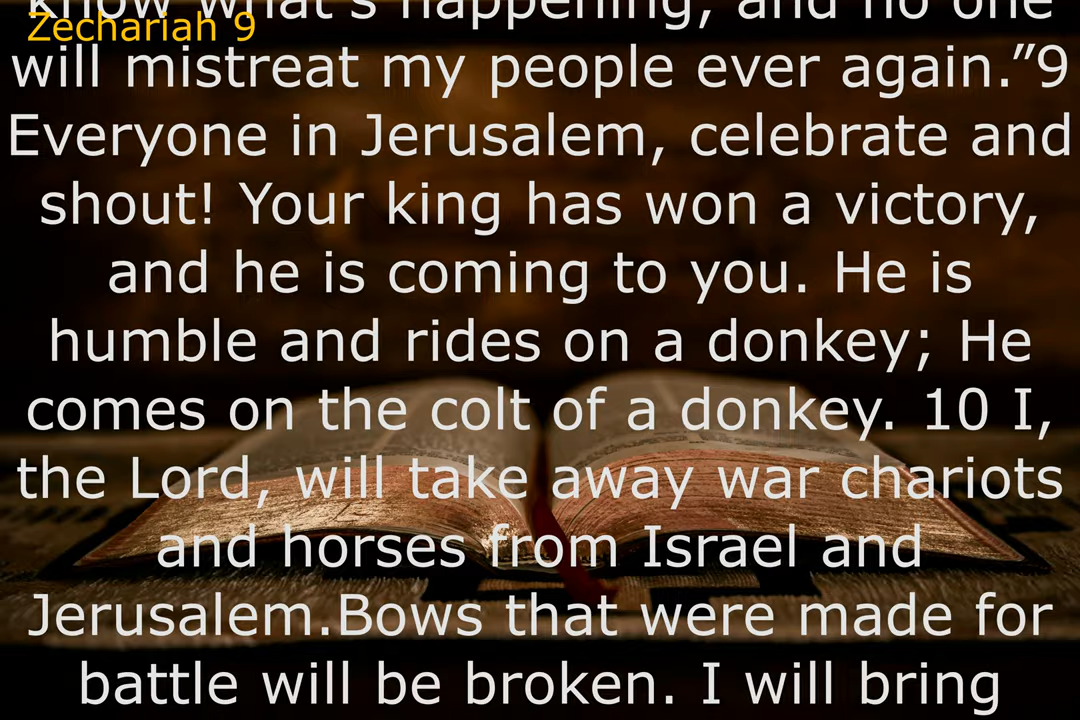 know what's happening, and no one
Zechariah 9
will mistreat my people ever again.”9
Everyone in Jerusalem, celebrate and
shout! Your king has won a victory,
and he is coming to you. He is
humble and rides on a donkey; He
comes on the colt of a donkey. 10 I,
the Lord, will take away war chariots
and horses from Israel and
Jerusalem.Bows that were made for
battle will be broken. I will bring